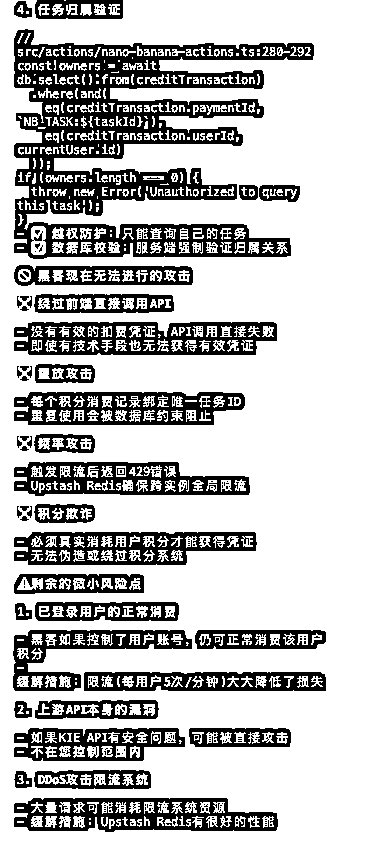 4. 任务归属验证
///
src/actions/nano-banana-actions.ts:280-292
const owners = await
db.select().from(creditTransaction)
.where(and(
eq(creditTransaction.paymentId,
`NB_TASK:${taskId}`),
eq(creditTransaction.userId,
currentUser.id)
));
if (owners.length === 0) {
throw new Error('Unauthorized to query
this task');
}
- ✅ 越权防护: 只能查询自己的任务
- ✅ 数据库校验: 服务端强制验证归属关系
🚫 黑客现在无法进行的攻击
❌ 绕过前端直接调用API
- 没有有效的扣费凭证, API调用直接失败
- 即使有技术手段也无法获得有效凭证
❌ 重放攻击
- 每个积分消费记录绑定唯一任务ID
- 重复使用会被数据库约束阻止
❌ 频率攻击
- 触发限流后返回429错误
- Upstash Redis确保跨实例全局限流
❌ 积分欺诈
- 必须真实消耗用户积分才能获得凭证
- 无法伪造或绕过积分系统
⚠️剩余的微小风险点
1. 已登录用户的正常消费
- 黑客如果控制了用户账号, 仍可正常消费该用户
积分
-
缓解措施: 限流(每用户5次/分钟)大大降低了损失
2. 上游API本身的漏洞
- 如果KIE API有安全问题, 可能被直接攻击
- 不在您控制范围内
3. DDoS攻击限流系统
- 大量请求可能消耗限流系统资源
- 缓解措施: Upstash Redis有很好的性能